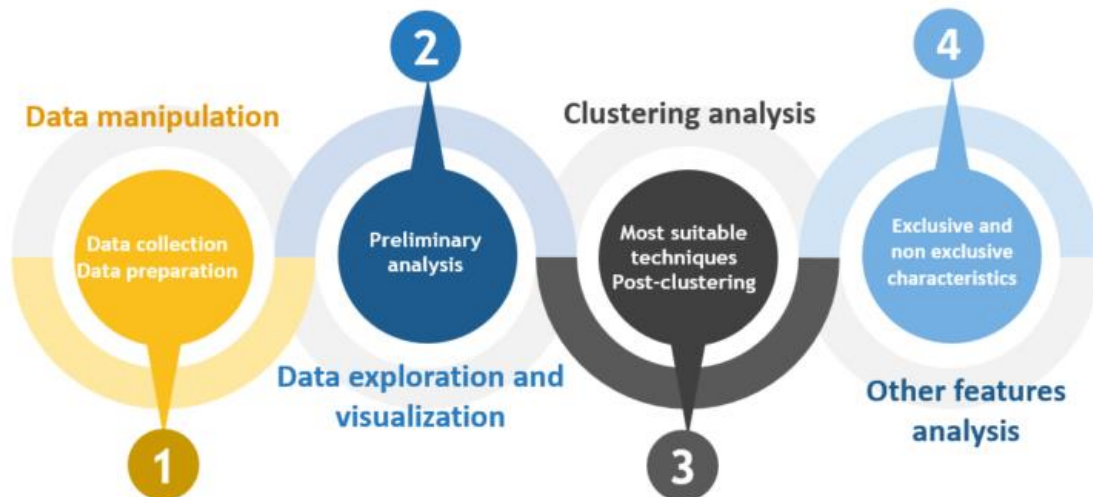 Data manipulation
Data collection
Data preparation
1
2
Preliminary
analysis
Data exploration and
visualization
Clustering analysis
Most suitable
techniques
Post-clustering
3
4
Exclusive and
non exclusive
characteristics
Other features
analysis